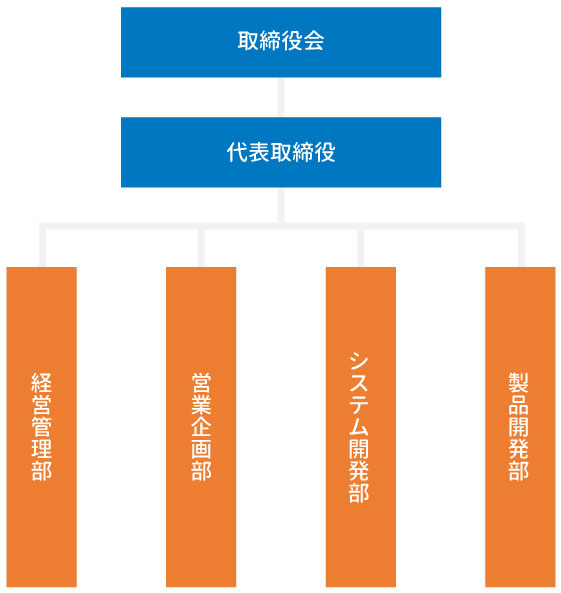 取締役会
代表取締役
経営管理部
営業企画部
システム開発部
製品開発部